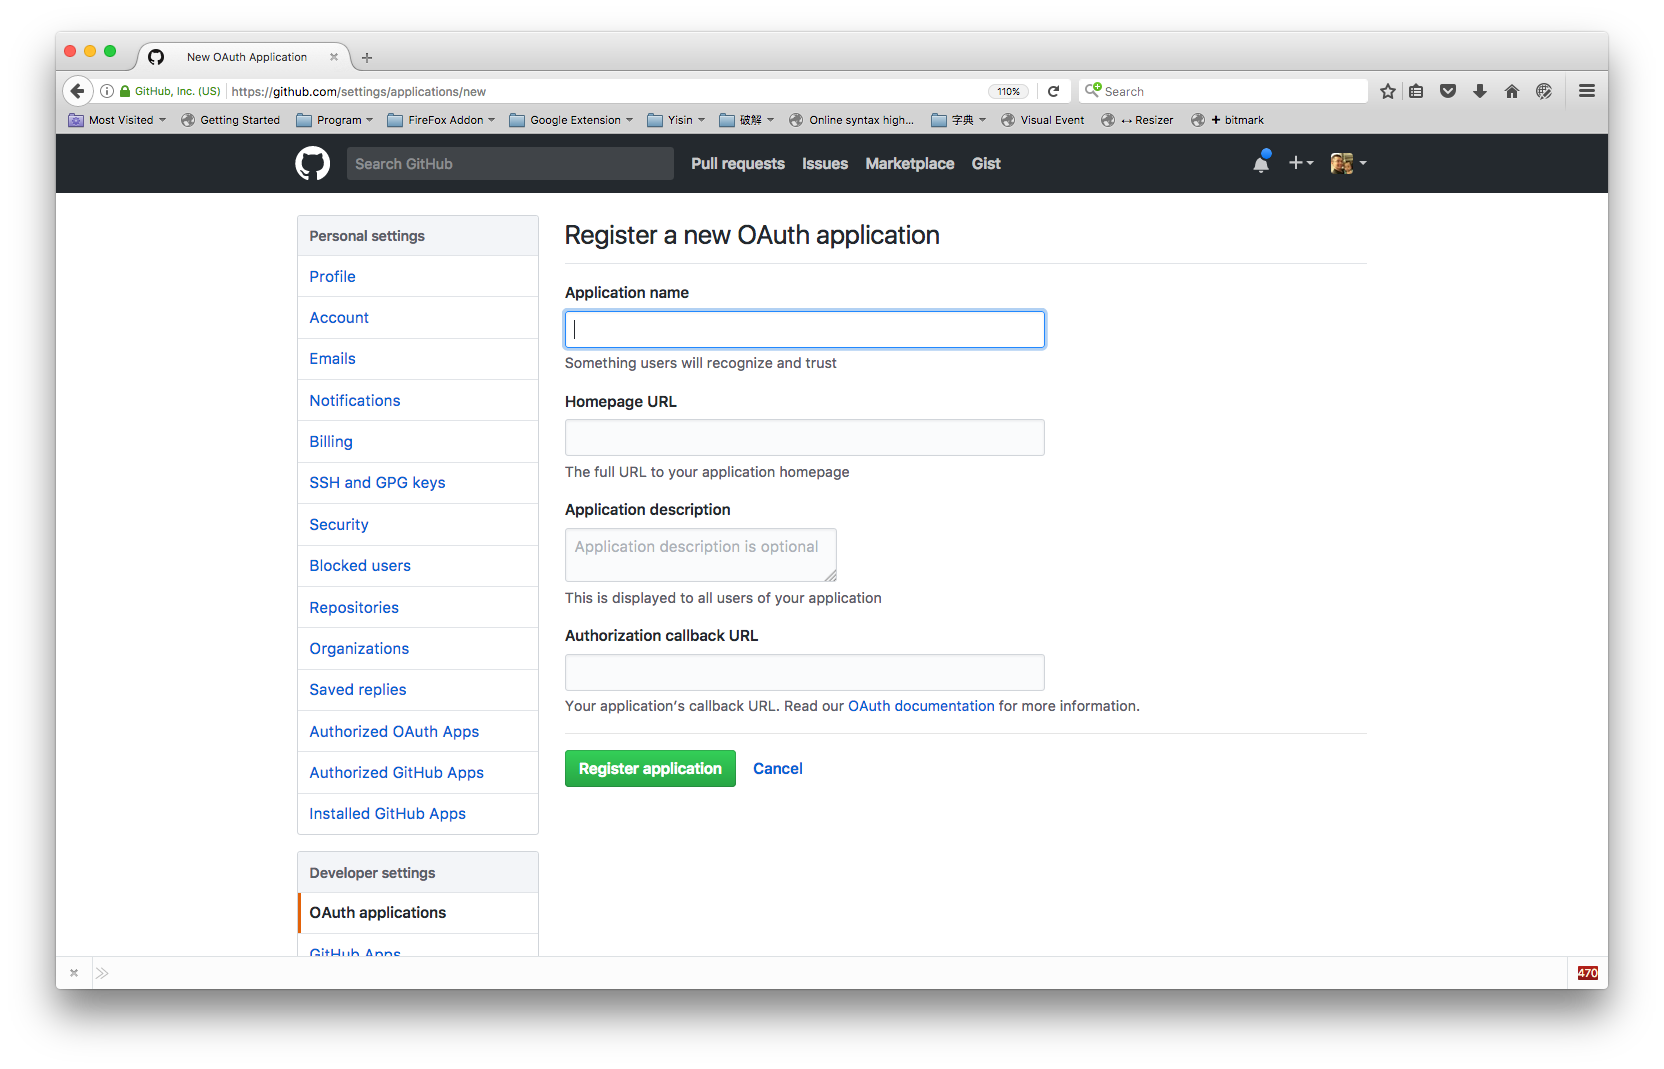 New OAuth Application
GitHub, Inc. (US) https://github.com/settings/applications/new 110% Search
Most Visited Getting Started Program FireFox Addon Google Extension Yisin 破解 Online syntax high... 字典 Visual Event ↔ Resizer + bitmark
Search GitHub Pull requests Issues Marketplace Gist
Personal settings
Profile
Account
Emails
Notifications
Billing
SSH and GPG keys
Security
Blocked users
Repositories
Organizations
Saved replies
Authorized OAuth Apps
Authorized GitHub Apps
Installed GitHub Apps
Developer settings
OAuth applications
GitHub Apps
Register a new OAuth application
Application name
Something users will recognize and trust
Homepage URL
The full URL to your application homepage
Application description
Application description is optional
This is displayed to all users of your application
Authorization callback URL
Your application's callback URL. Read our OAuth documentation for more information.
Register application Cancel
470